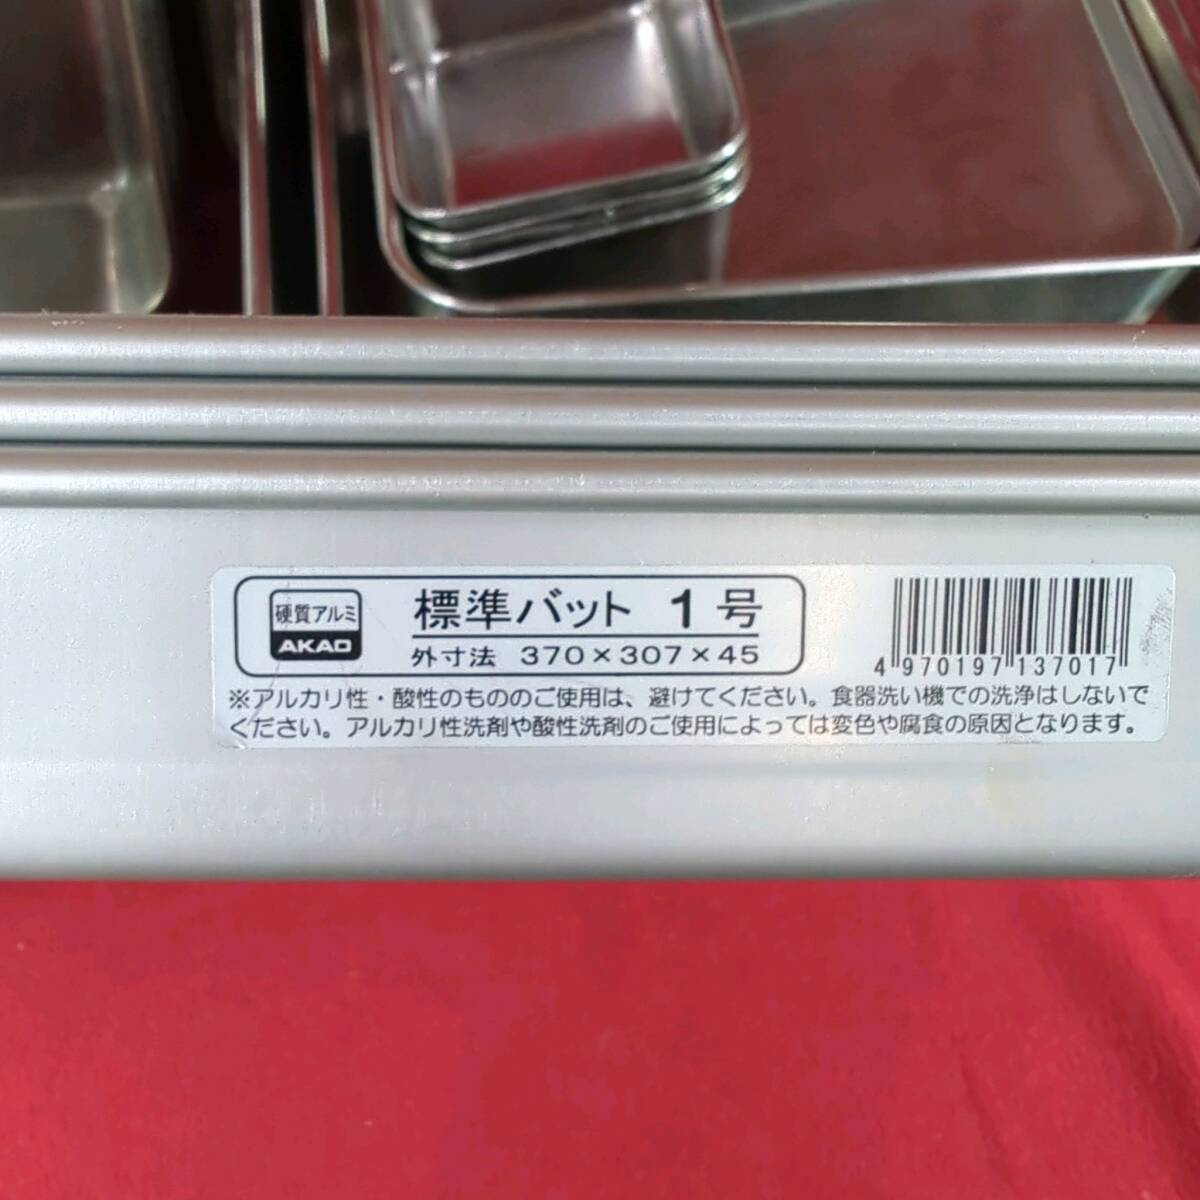 硬質アルミ
AKAO
標準バット 1号
外寸法 370×307×45
4 970197 137017
※アルカリ性・酸性のもののご使用は、避けてください。食器洗い機での洗浄はしないで
ください。アルカリ性洗剤や酸性洗剤のご使用によっては変色や腐食の原因となります。